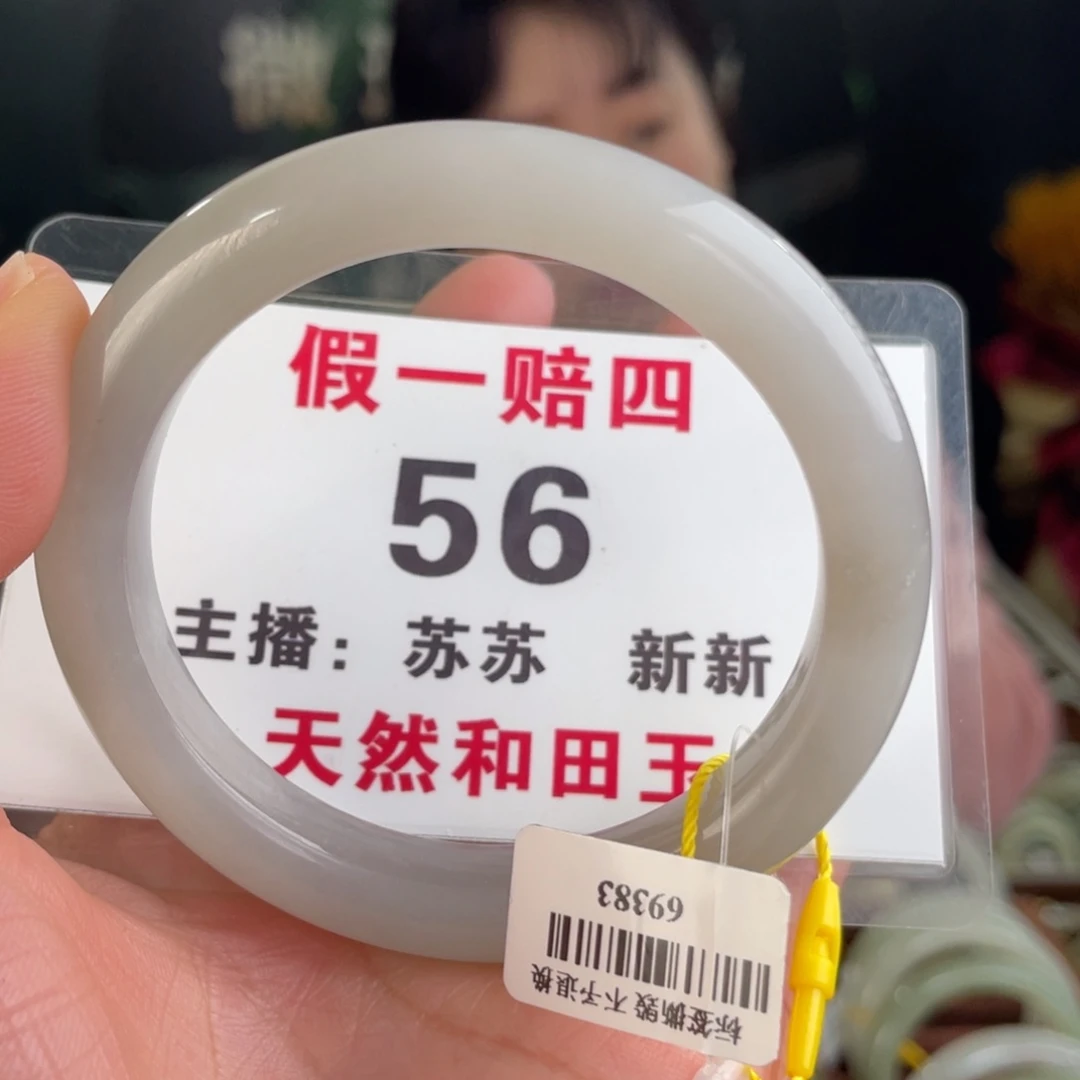 假一赔四
56
主播：苏苏 新新
天然和田玉
69383
标签撕毁 不予退换